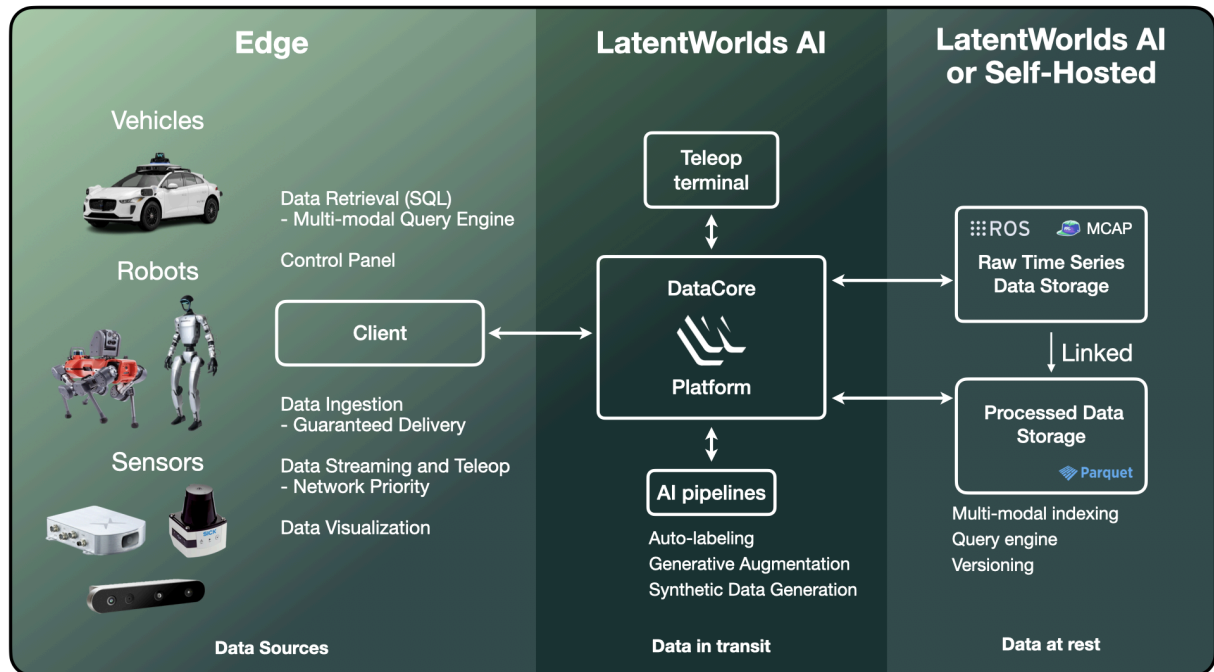 Edge
Vehicles
Data Retrieval (SQL)
- Multi-modal Query Engine
Control Panel
Robots
Client
Data Ingestion
- Guaranteed Delivery
Sensors
Data Streaming and Teleop
- Network Priority
Data Visualization
SICK
Data Sources
LatentWorlds AI
Teleop
terminal
DataCore
Platform
AI pipelines
Auto-labeling
Generative Augmentation
Synthetic Data Generation
Data in transit
LatentWorlds AI
or Self-Hosted
ROS
MCAP
Raw Time Series
Data Storage
Linked
Processed Data
Storage
Parquet
Multi-modal indexing
Query engine
Versioning
Data at rest